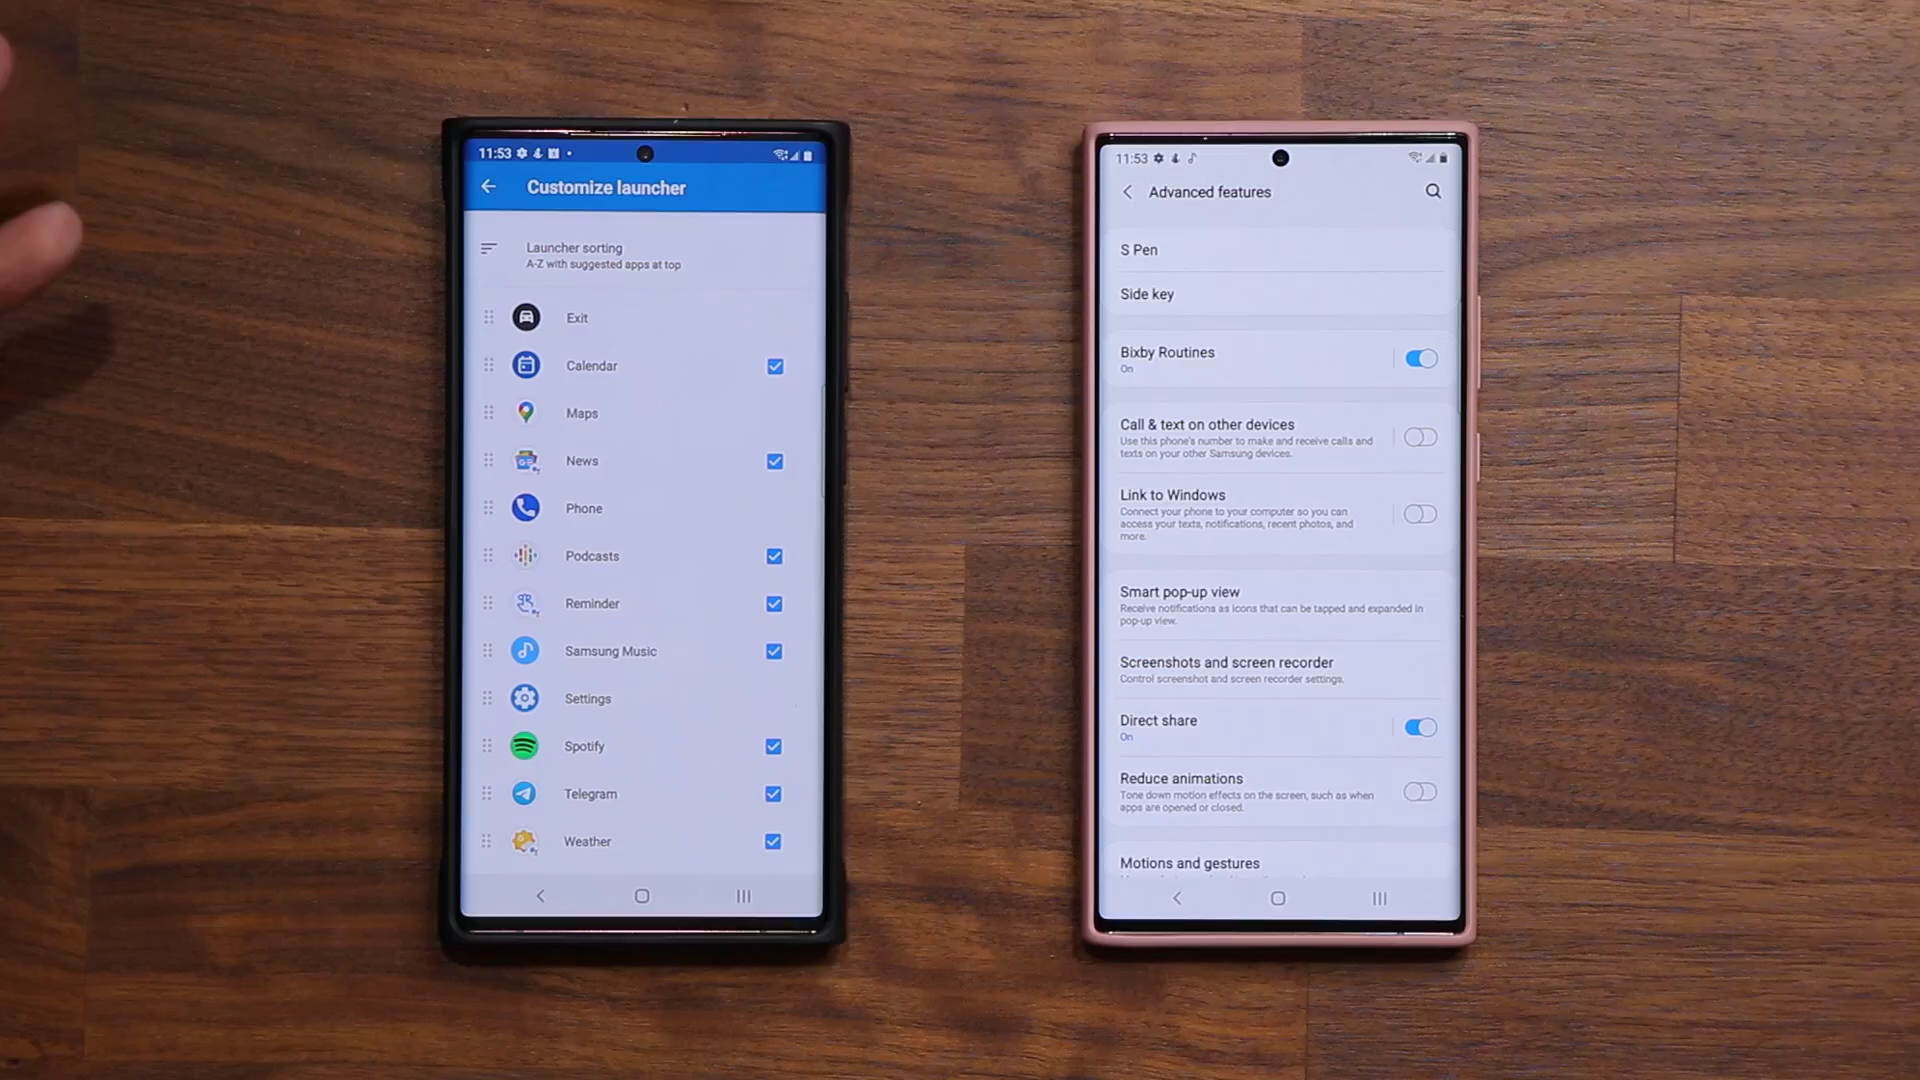 11:53
Customize launcher
Launcher sorting
A-Z with suggested apps at top
Exit
Calendar
Maps
News
Phone
Podcasts
Reminder
Samsung Music
Settings
Spotify
Telegram
Weather
11:53
Advanced features
S Pen
Side key
Bixby Routines
On
Call & text on other devices
Use this phone's number to make and receive calls and
texts on your other Samsung devices.
Link to Windows
Connect your phone to your computer so you can
access your texts, notifications, recent photos, and
more.
Smart pop-up view
Receive notifications as icons that can be tapped and expanded in
pop-up view.
Screenshots and screen recorder
Control screenshot and screen recorder settings.
Direct share
On
Reduce animations
Tone down motion effects on the screen, such as when
apps are opened or closed.
Motions and gestures